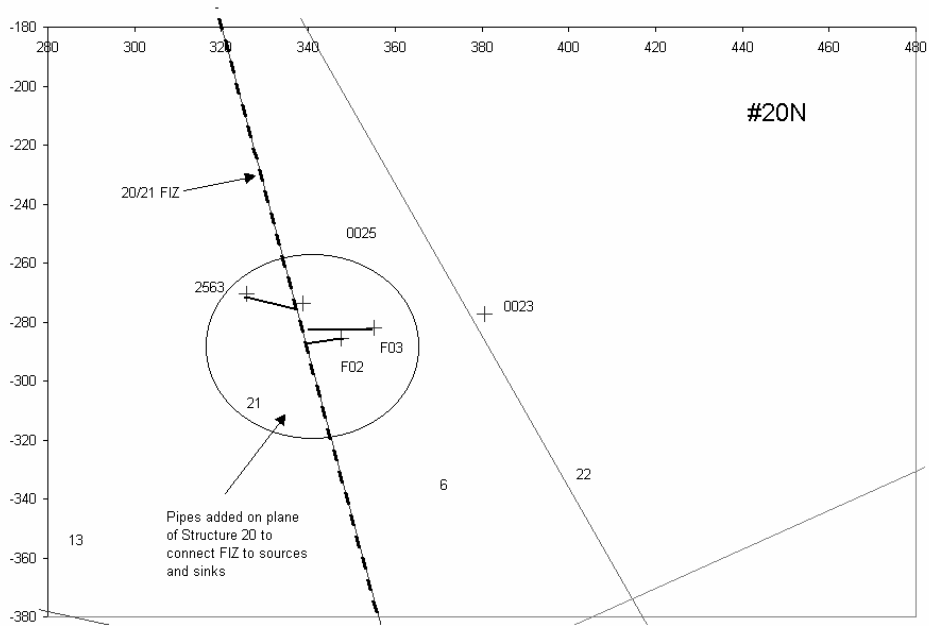 -180
280 300 320 340 360 380 400 420 440 460 480
-200
#20N
-220
20/21 FIZ
-240
0025
-260
2563
0023
-280
F03
F02
-300
21
-320
22
6
-340
Pipes added on plane
of Structure 20 to
connect FIZ to sources
and sinks
13
-360
-380